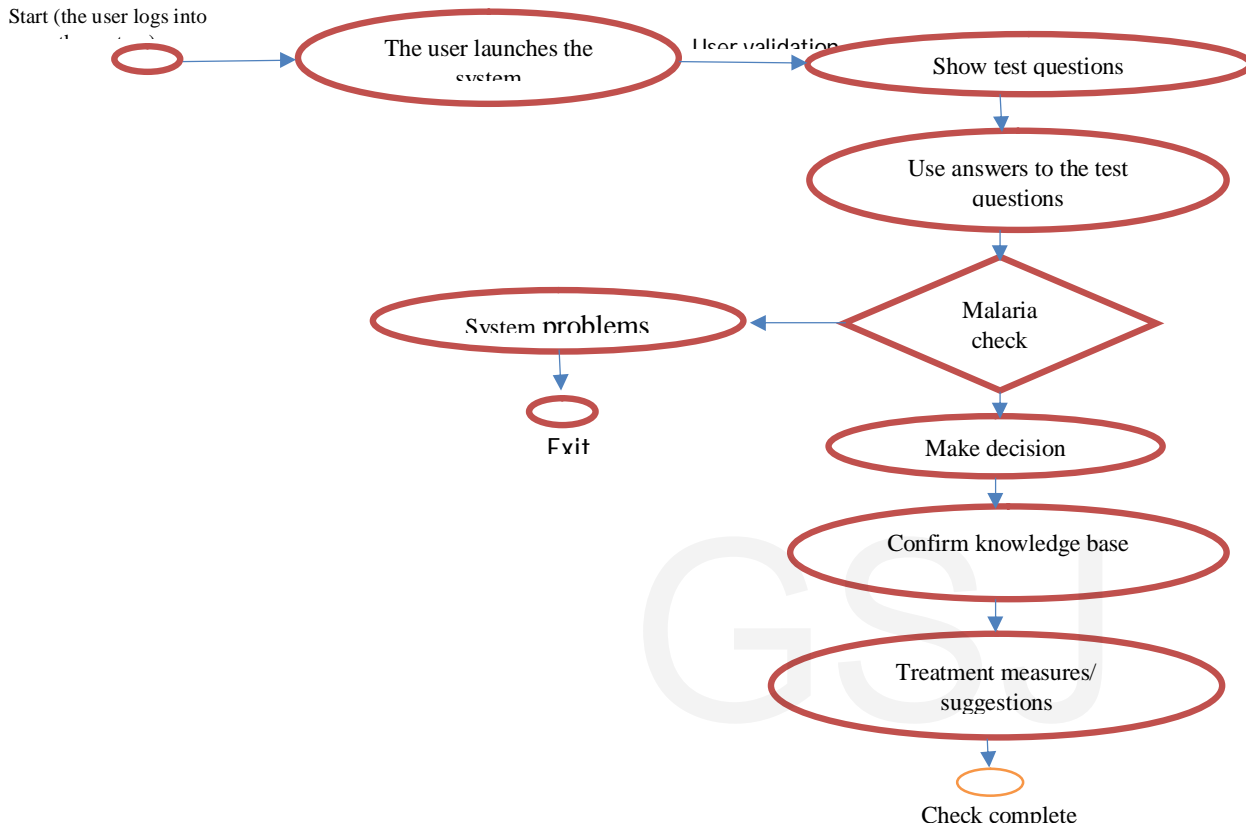 Start (the user logs into
The user launches the
system
User validation
Show test questions
Use answers to the test
questions
Malaria
check
System problems
Exit
Make decision
Confirm knowledge base
Treatment measures/
suggestions
Check complete
GSJ